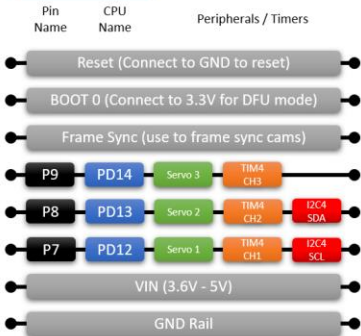 Pin Name CPU Name Peripherals / Timers
Reset (Connect to GND to reset)
BOOT 0 (Connect to 3.3V for DFU mode)
Frame Sync (use to frame sync cams)
P9 PD14 Servo 3 TIM4 CH3
P8 PD13 Servo 2 TIM4 CH2 I2C4 SDA
P7 PD12 Servo 1 TIM4 CH1 I2C4 SCL
VIN (3.6V - 5V)
GND Rail